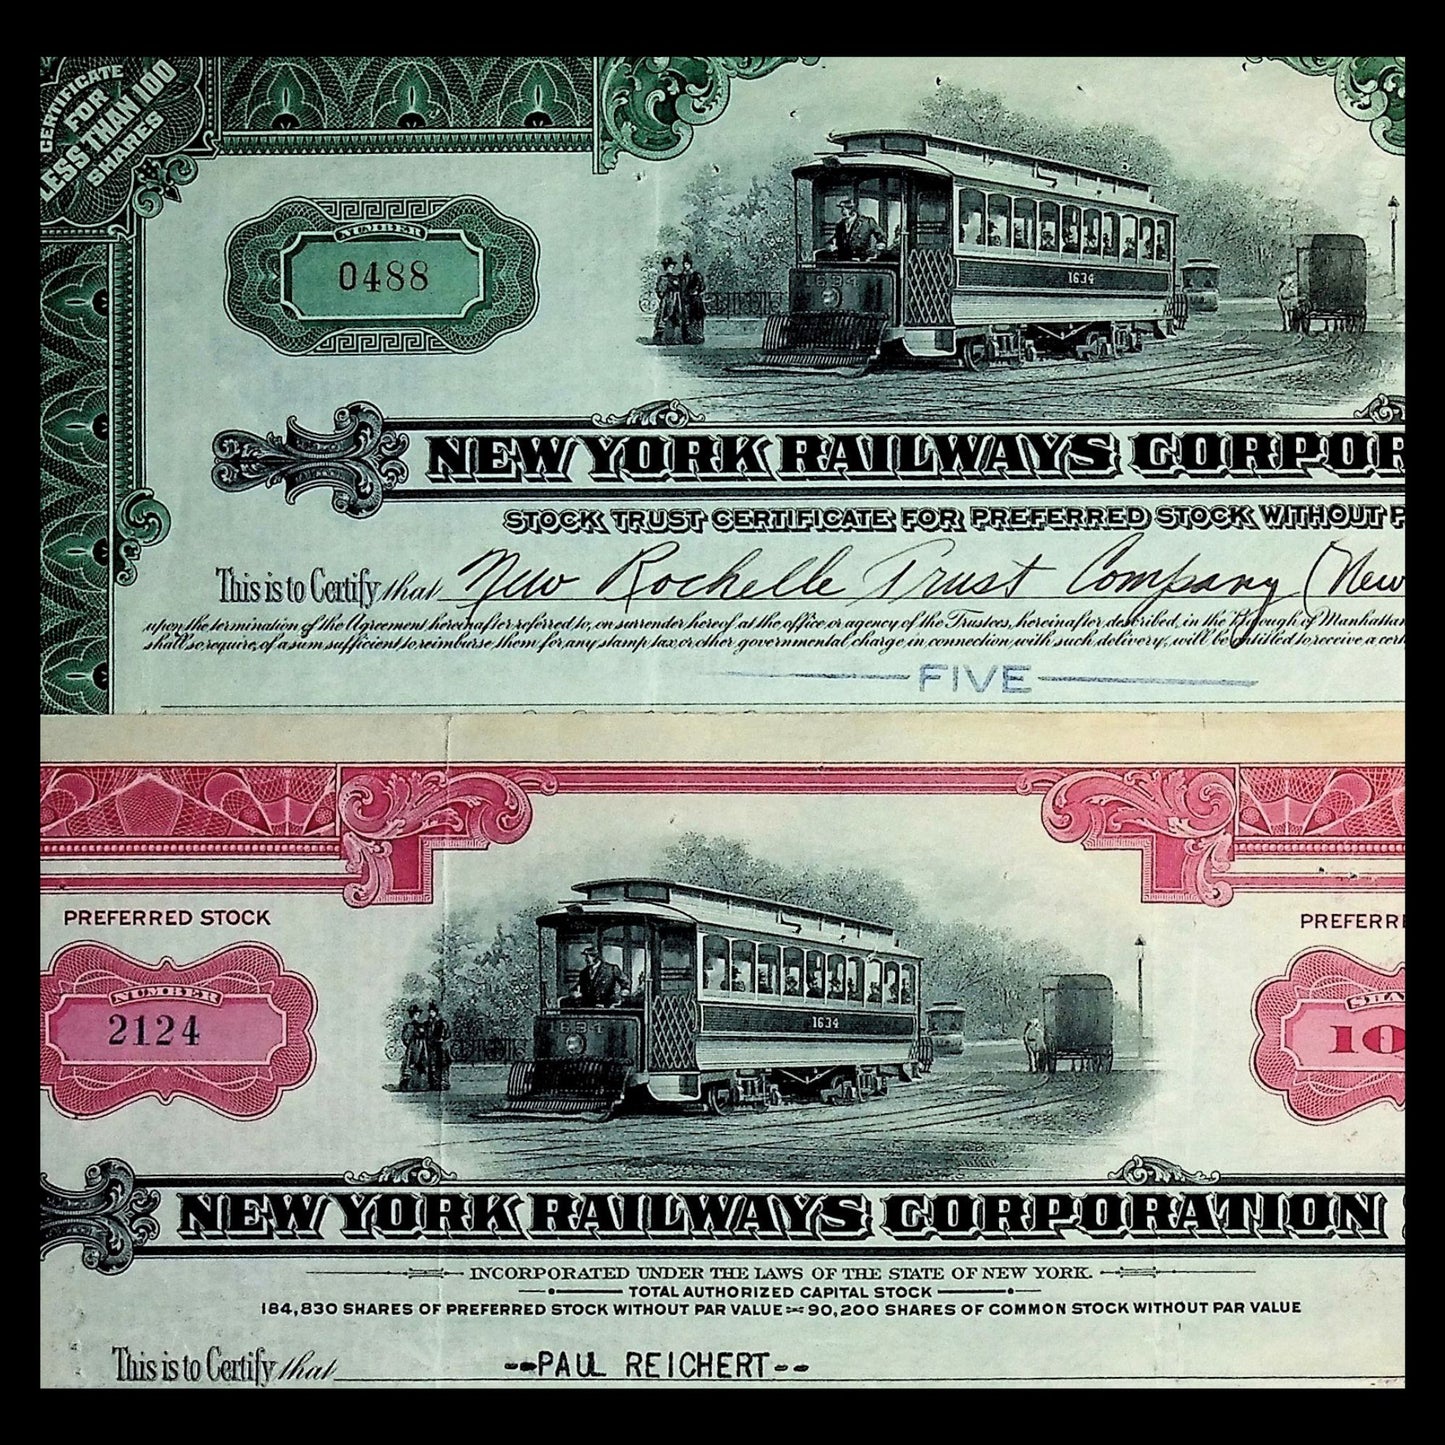 CERTIFICATE
FOR
LESS THAN 100
SHARES
NUMBER
0488
1634
1634
NEW YORK RAILWAYS CORPOR
STOCK TRUST CERTIFICATE FOR PREFERRED STOCK WITHOUT P
This is to Certify that New Rochelle Trust Company (New
upon the termination of the Agreement hereinafter referred to, on surrender hereof, at the office or agency of the Trustees, hereinafter described, in the Borough of Manhattan
shall so require, of a sum sufficient to reimburse them for any stamp tax or other governmental charge in connection with such delivery, will be entitled to receive a cert
FIVE
PREFERRED STOCK
PREFERR
NUMBER
2124
1634
1634
SHA
10
NEW YORK RAILWAYS CORPORATION
INCORPORATED UNDER THE LAWS OF THE STATE OF NEW YORK.
TOTAL AUTHORIZED CAPITAL STOCK
184,830 SHARES OF PREFERRED STOCK WITHOUT PAR VALUE 90,200 SHARES OF COMMON STOCK WITHOUT PAR VALUE
This is to Certify that --PAUL REICHERT--